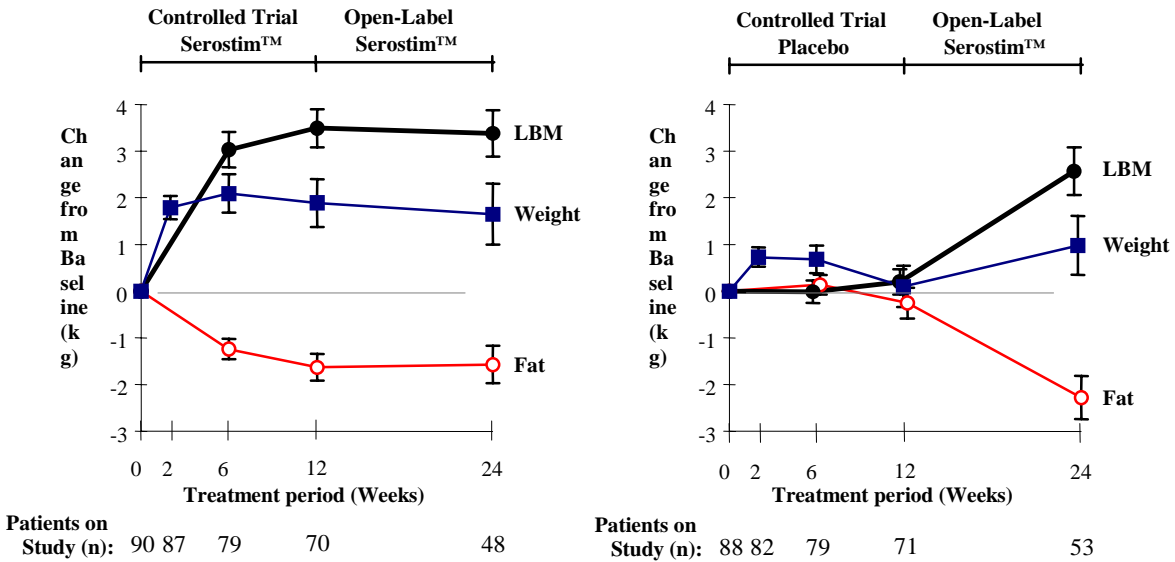 Controlled Trial
Serostim™
Open-Label
Serostim™
4
3
2
1
0
-1
-2
-3
Ch
an
ge
fro
m
Ba
sel
ine
(k
g)
LBM
Weight
Fat
0 2 6 12 24
Treatment period (Weeks)
Patients on
Study (n): 90 87 79 70 48
Controlled Trial
Placebo
Open-Label
Serostim™
4
3
2
1
0
-1
-2
-3
Ch
an
ge
fro
m
Ba
sel
ine
(k
g)
LBM
Weight
Fat
0 2 6 12 24
Treatment period (Weeks)
Patients on
Study (n): 88 82 79 71 53